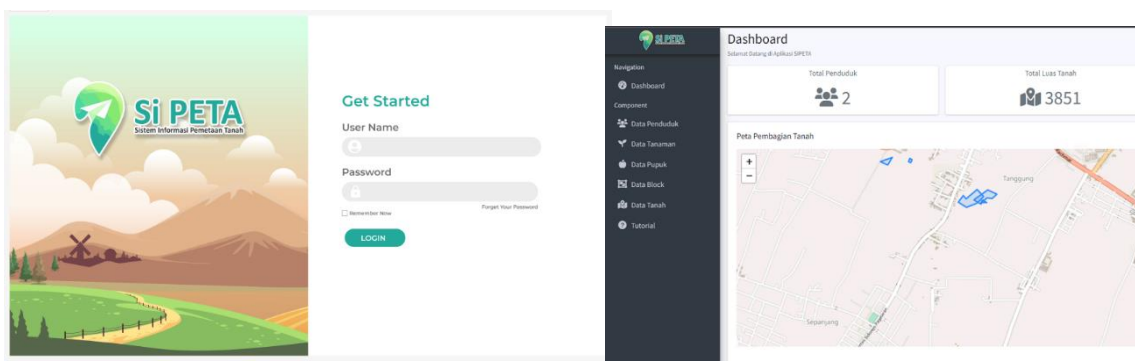 Si PETA
Sistem Informasi Pemetaan Tanah
Get Started
User Name
Password
Remember Now
Forget Your Password
LOGIN
SI PETA
Navigation
Dashboard
Component
Data Penduduk
Data Tanaman
Data Pupuk
Data Block
Data Tanah
Tutorial
Dashboard
Selamat Datang di Aplikasi SIPETA
Total Penduduk
2
Total Luas Tanah
3851
Peta Pembagian Tanah
+
−
Tanggung
Sepanjang